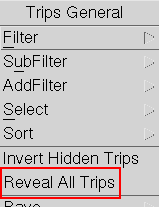 Trips General
Filter
SubFilter
AddFilter
Select
Sort
Invert Hidden Trips
Reveal All Trips